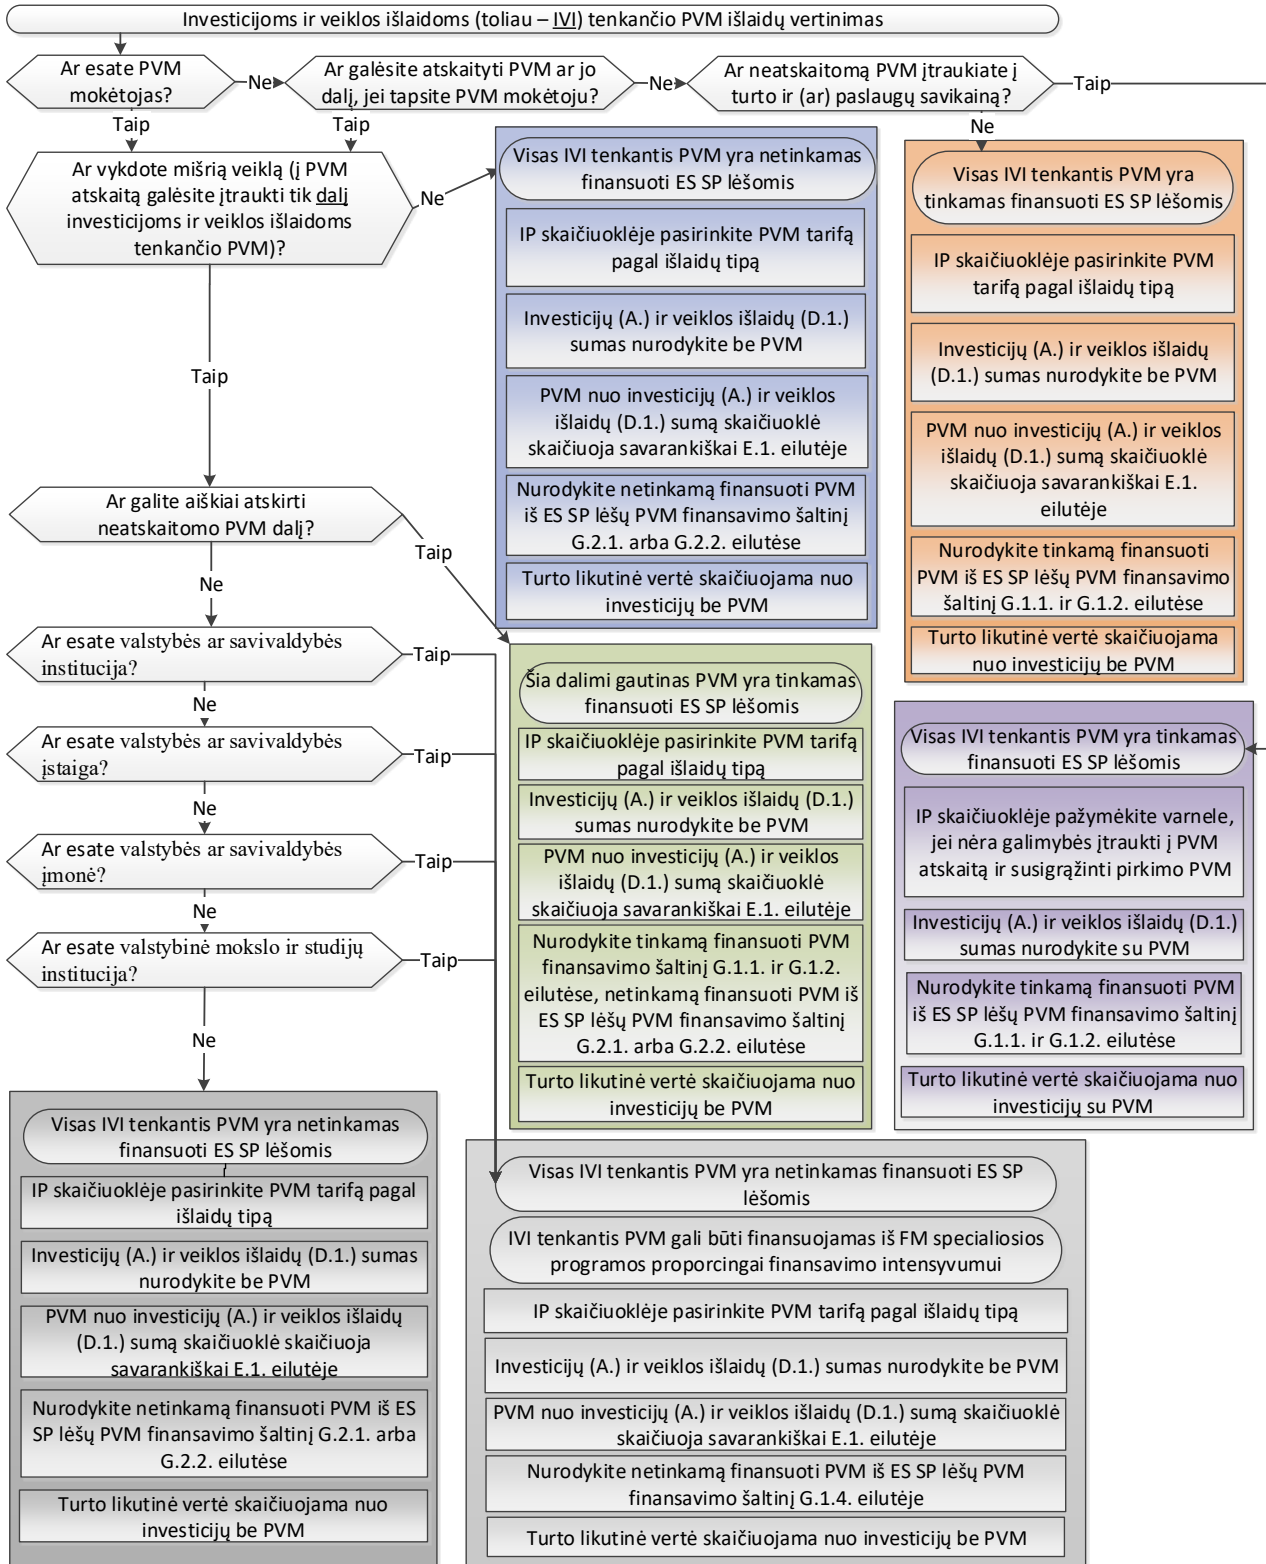 Investicijoms ir veiklos išlaidoms (toliau – IVI) tenkančio PVM išlaidų vertinimas
Ar esate PVM
mokėtojas?
Ne
Ar galėsite atskaityti PVM ar jo
dalį, jei tapsite PVM mokėtoju?
Ne
Ar neatskaitomą PVM įtraukiate į
turto ir (ar) paslaugų savikainą?
Taip
Taip
Taip
Ne
Ar vykdote mišrią veiklą (į PVM
atskaitą galėsite įtraukti tik dalį
investicijoms ir veiklos išlaidoms
tenkančio PVM)?
Ne
Taip
Visas IVI tenkantis PVM yra netinkamas
finansuoti ES SP lėšomis
IP skaičiuoklėje pasirinkite PVM tarifą
pagal išlaidų tipą
Investicijų (A.) ir veiklos išlaidų (D.1.)
sumas nurodykite be PVM
PVM nuo investicijų (A.) ir veiklos
išlaidų (D.1.) sumą skaičiuoklė
skaičiuoja savarankiškai E.1. eilutėje
Nurodykite netinkamą finansuoti PVM
iš ES SP lėšų PVM finansavimo šaltinį
G.2.1. arba G.2.2. eilutėse
Turto likutinė vertė skaičiuojama nuo
investicijų be PVM
Visas IVI tenkantis PVM yra
tinkamas finansuoti ES SP lėšomis
IP skaičiuoklėje pasirinkite PVM
tarifą pagal išlaidų tipą
Investicijų (A.) ir veiklos išlaidų
(D.1.) sumas nurodykite be PVM
PVM nuo investicijų (A.) ir veiklos
išlaidų (D.1.) sumą skaičiuoklė
skaičiuoja savarankiškai E.1.
eilutėje
Nurodykite tinkamą finansuoti
PVM iš ES SP lėšų PVM finansavimo
šaltinį G.1.1. ir G.1.2. eilutėse
Turto likutinė vertė skaičiuojama
nuo investicijų be PVM
Ar galite aiškiai atskirti
neatskaitomo PVM dalį?
Taip
Ne
Ar esate valstybės ar savivaldybės
institucija?
Taip
Ne
Ar esate valstybės ar savivaldybės
įstaiga?
Taip
Ne
Ar esate valstybės ar savivaldybės
įmonė?
Taip
Ne
Ar esate valstybinė mokslo ir studijų
institucija?
Taip
Ne
Šia dalimi gautinas PVM yra tinkamas
finansuoti ES SP lėšomis
IP skaičiuoklėje pasirinkite PVM tarifą
pagal išlaidų tipą
Investicijų (A.) ir veiklos išlaidų (D.1.)
sumas nurodykite be PVM
PVM nuo investicijų (A.) ir veiklos
išlaidų (D.1.) sumą skaičiuoklė
skaičiuoja savarankiškai E.1. eilutėje
Nurodykite tinkamą finansuoti PVM
finansavimo šaltinį G.1.1. ir G.1.2.
eilutėse, netinkamą finansuoti PVM iš
ES SP lėšų PVM finansavimo šaltinį
G.2.1. arba G.2.2. eilutėse
Turto likutinė vertė skaičiuojama nuo
investicijų be PVM
Visas IVI tenkantis PVM yra tinkamas
finansuoti ES SP lėšomis
IP skaičiuoklėje pažymėkite varnele,
jei nėra galimybės įtraukti į PVM
atskaitą ir susigrąžinti pirkimo PVM
Investicijų (A.) ir veiklos išlaidų (D.1.)
sumas nurodykite su PVM
Nurodykite tinkamą finansuoti PVM
iš ES SP lėšų PVM finansavimo šaltinį
G.1.1. ir G.1.2. eilutėse
Turto likutinė vertė skaičiuojama nuo
investicijų su PVM
Visas IVI tenkantis PVM yra netinkamas
finansuoti ES SP lėšomis
IP skaičiuoklėje pasirinkite PVM tarifą pagal
išlaidų tipą
Investicijų (A.) ir veiklos išlaidų (D.1.) sumas
nurodykite be PVM
PVM nuo investicijų (A.) ir veiklos išlaidų
(D.1.) sumą skaičiuoklė skaičiuoja
savarankiškai E.1. eilutėje
Nurodykite netinkamą finansuoti PVM iš ES
SP lėšų PVM finansavimo šaltinį G.2.1. arba
G.2.2. eilutėse
Turto likutinė vertė skaičiuojama nuo
investicijų be PVM
Visas IVI tenkantis PVM yra netinkamas finansuoti ES SP
lėšomis
IVI tenkantis PVM gali būti finansuojamas iš FM specialiosios
programos proporcingai finansavimo intensyvumui
IP skaičiuoklėje pasirinkite PVM tarifą pagal išlaidų tipą
Investicijų (A.) ir veiklos išlaidų (D.1.) sumas nurodykite be PVM
PVM nuo investicijų (A.) ir veiklos išlaidų (D.1.) sumą skaičiuoklė
skaičiuoja savarankiškai E.1. eilutėje
Nurodykite netinkamą finansuoti PVM iš ES SP lėšų PVM
finansavimo šaltinį G.1.4. eilutėje
Turto likutinė vertė skaičiuojama nuo investicijų be PVM